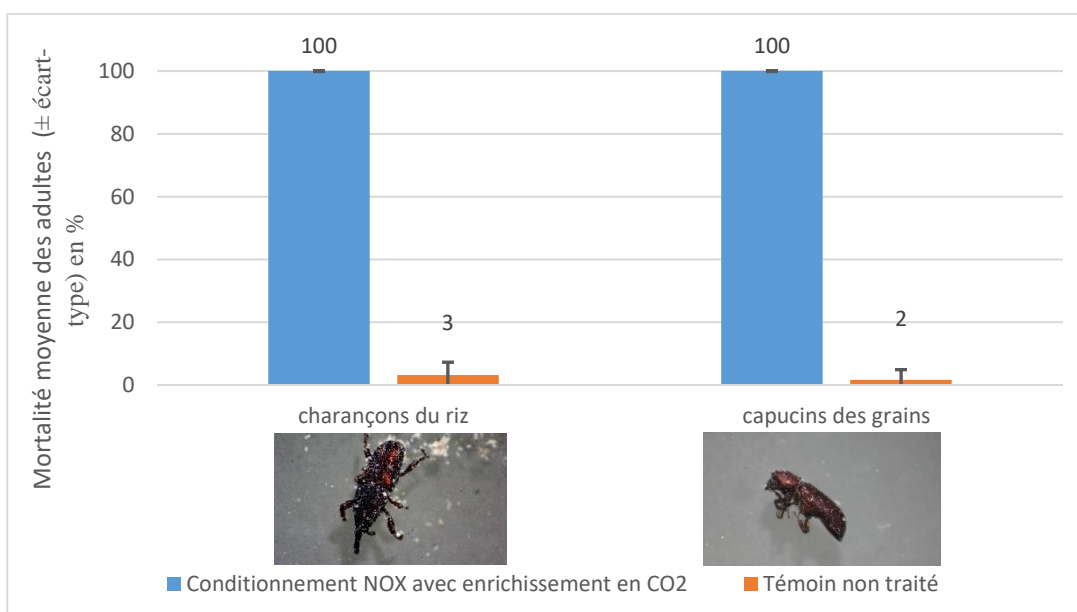 Mortalité moyenne des adultes (± écart-
type) en %
100
80
60
40
20
0
100
3
100
2
charançons du riz
capucins des grains
Conditionnement NOX avec enrichissement en CO2
Témoin non traité